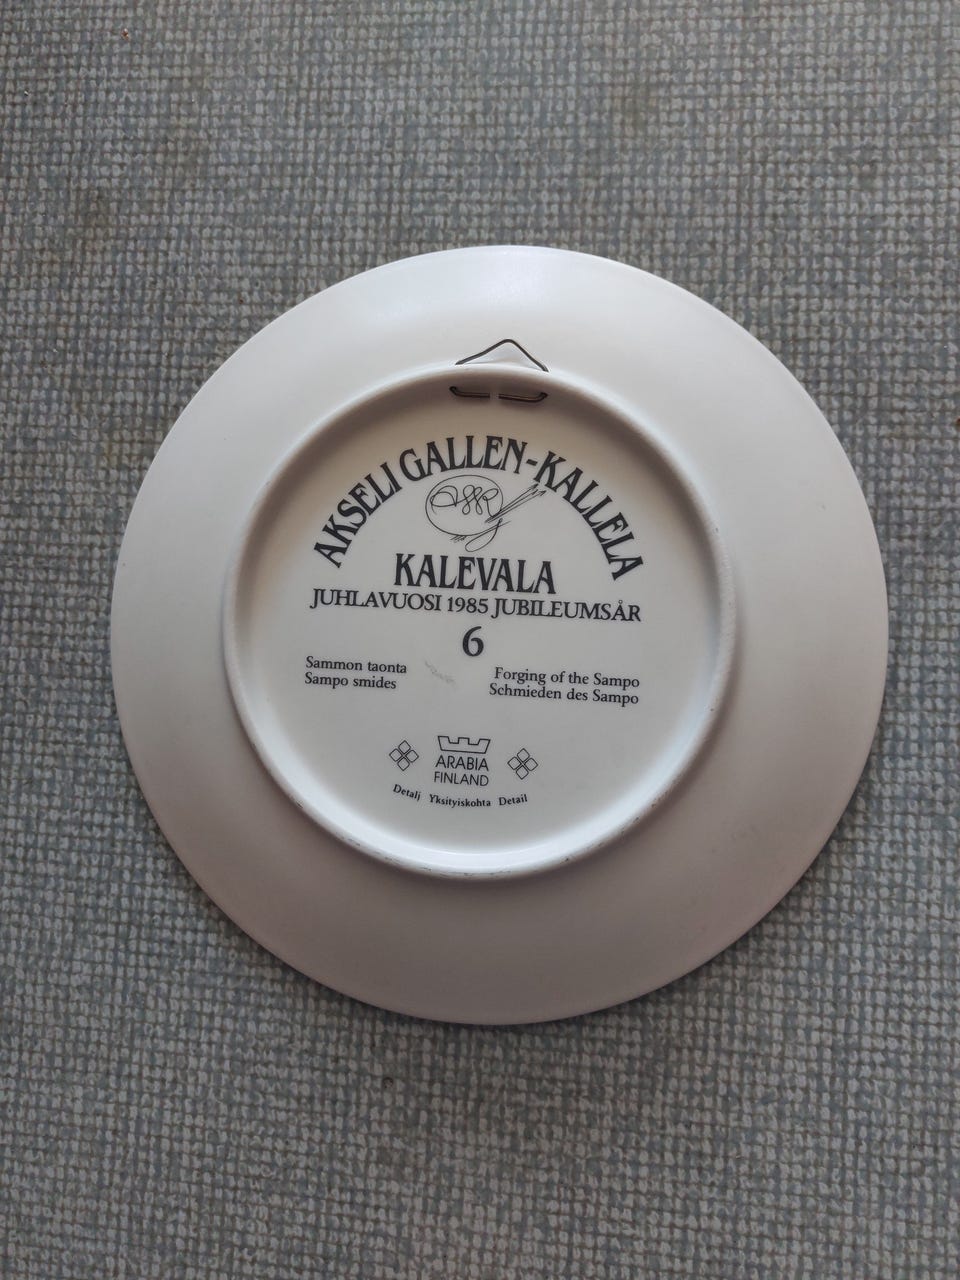 AKSELI GALLEN-KALLELA
KALEVALA
JUHLAVUOSI 1985 JUBILEUMSÅR
6
Sammon taonta
Sampo smides
Forging of the Sampo
Schmieden des Sampo
ARABIA
FINLAND
Detalj Yksityiskohta Detail